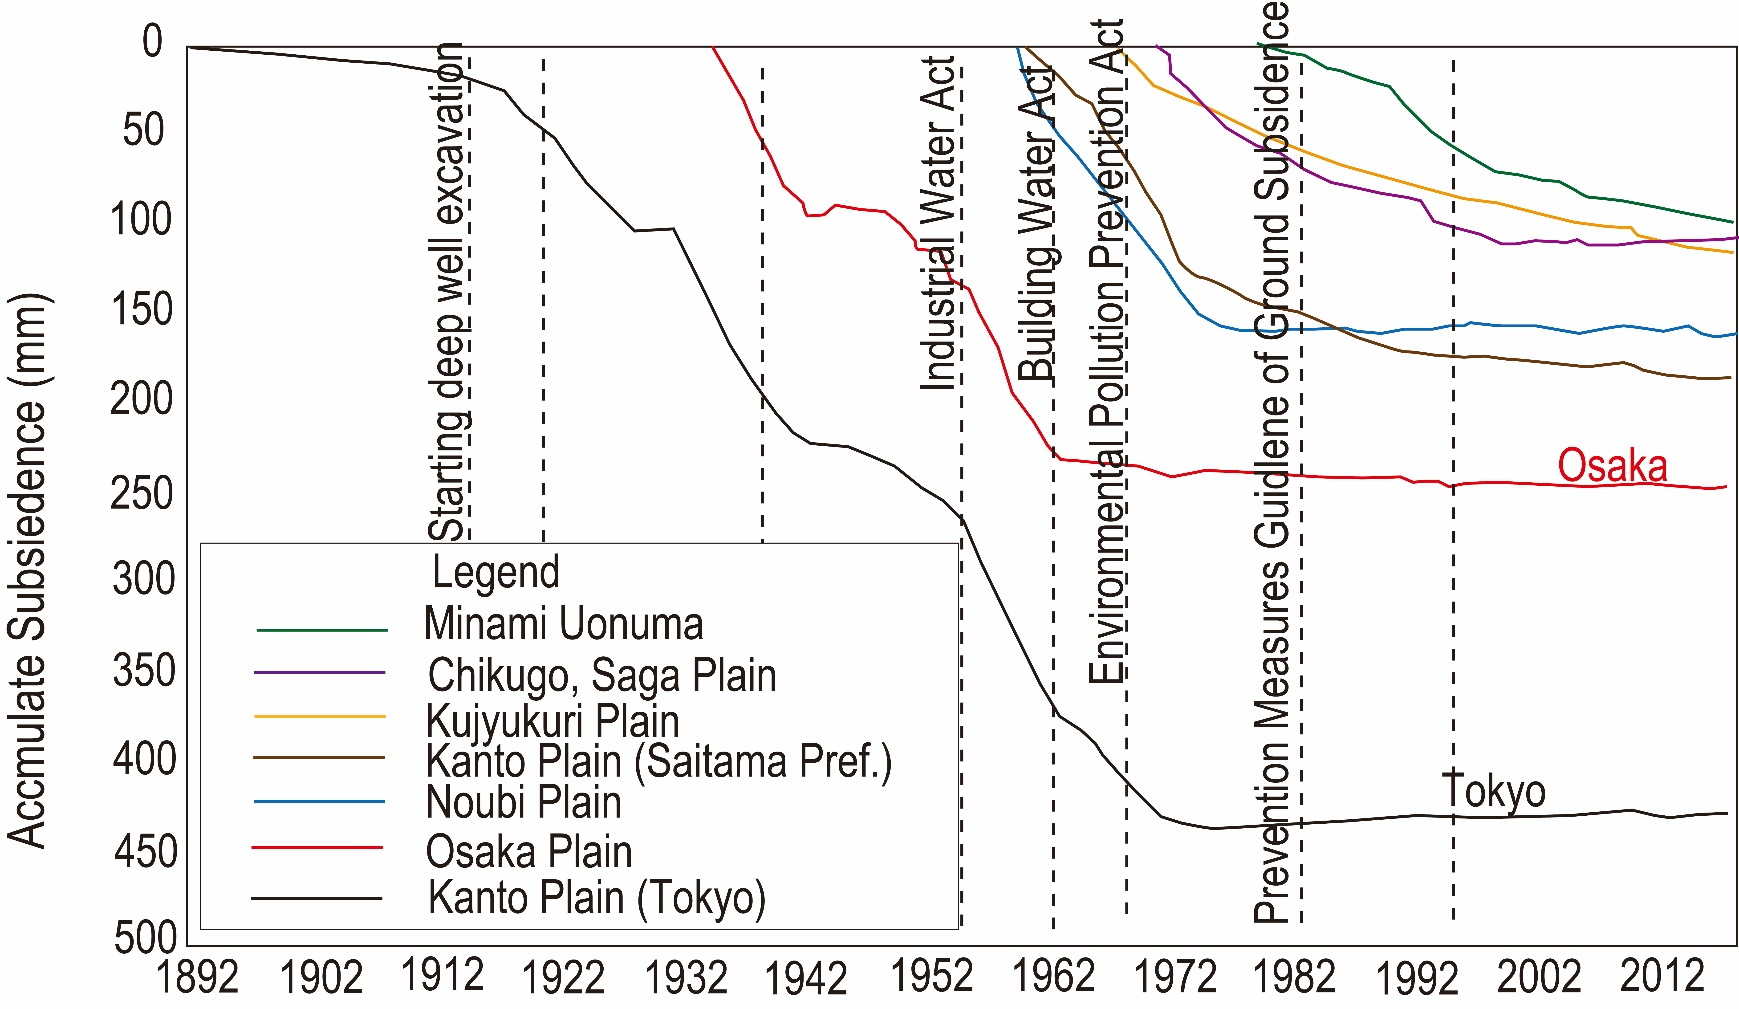 Accmulate Subsiedence (mm)
0
50
100
150
200
250
300
350
400
450
500
1892 1902 1912 1922 1932 1942 1952 1962 1972 1982 1992 2002 2012
Starting deep well excavation
Industrial Water Act
Building Water Act
Environmental Pollution Prevention Act
Prevention Measures Guidlene of Ground Subsidence
Osaka
Tokyo
Legend
Minami Uonuma
Chikugo, Saga Plain
Kujyukuri Plain
Kanto Plain (Saitama Pref.)
Noubi Plain
Osaka Plain
Kanto Plain (Tokyo)